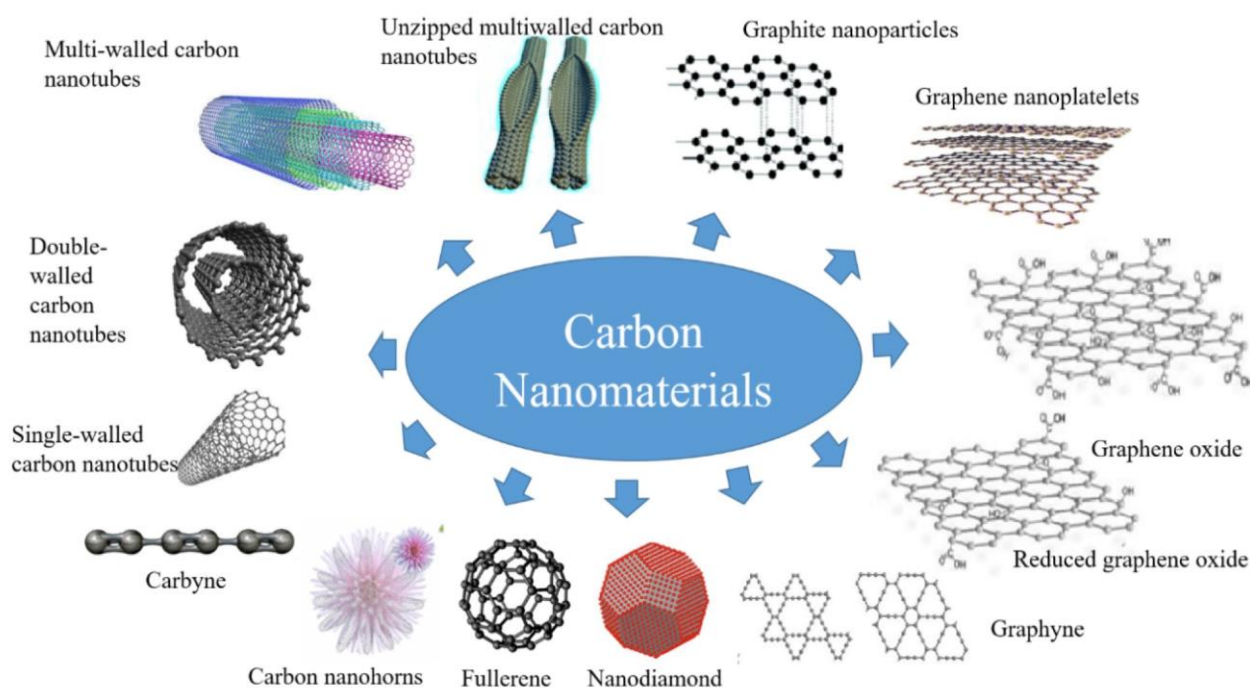 Unzipped multiwalled carbon
nanotubes
Graphite nanoparticles
Multi-walled carbon
nanotubes
Graphene nanoplatelets
Double-
walled
carbon
nanotubes
Carbon
Nanomaterials
Single-walled
carbon nanotubes
Graphene oxide
Reduced graphene oxide
Carbyne
Graphyne
Carbon nanohorns
Fullerene
Nanodiamond